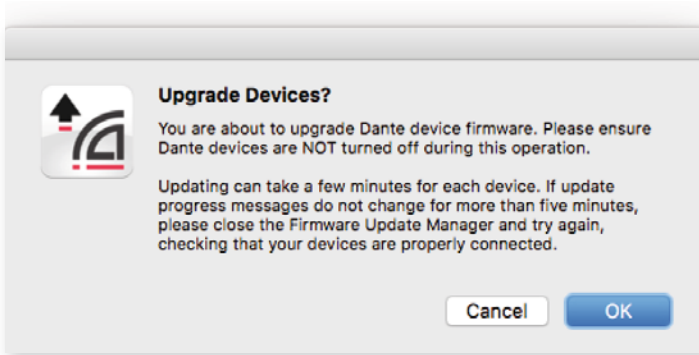 Upgrade Devices?
You are about to upgrade Dante device firmware. Please ensure
Dante devices are NOT turned off during this operation.
Updating can take a few minutes for each device. If update
progress messages do not change for more than five minutes,
please close the Firmware Update Manager and try again,
checking that your devices are properly connected.
Cancel
OK